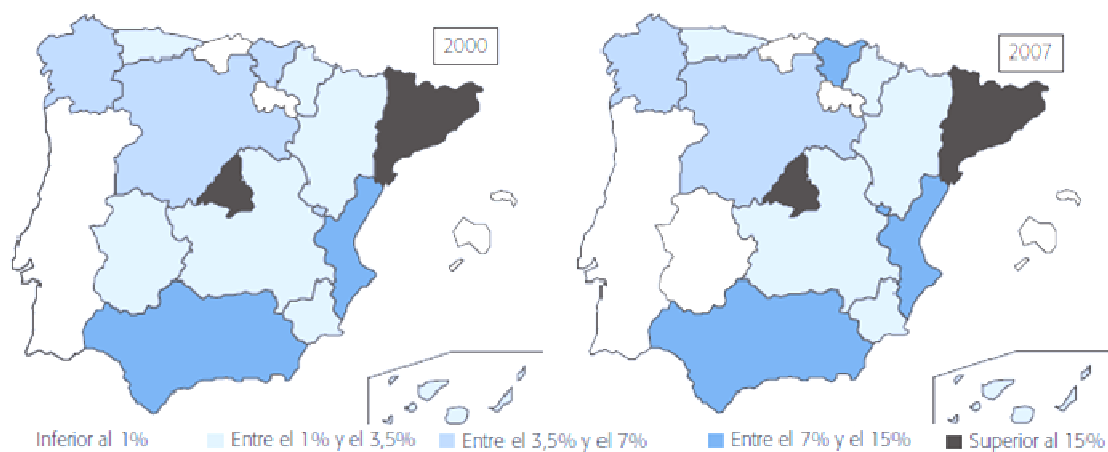 2000
2007
Inferior al 1% Entre el 1% y el 3,5% Entre el 3,5% y el 7% Entre el 7% y el 15% Superior al 15%